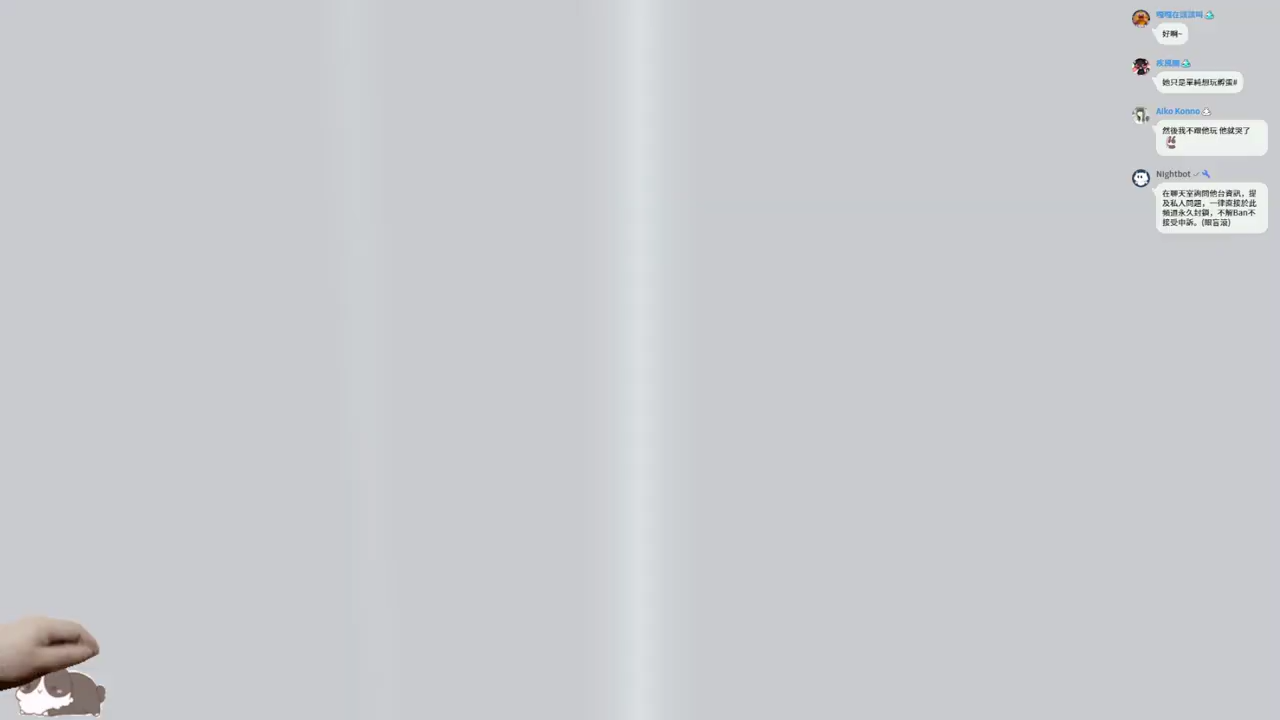 好啊~
她只是單純想玩孵蛋#
Aiko Konno
然後我不跟他玩 他就哭了
Nightbot
在聊天室詢問他台資訊，提
及私人問題，一律直接於此
頻道永久封鎖，不解Ban不
接受申訴。(眼盲滾)